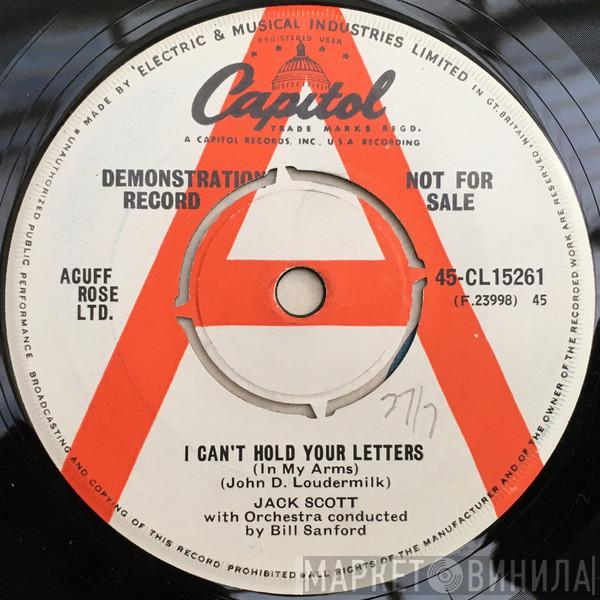 MADE BY ELECTRIC & MUSICAL INDUSTRIES LIMITED IN GT. BRITAIN
REGISTERED USER
Capitol
TRADE MARKS REGD.
A CAPITOL RECORDS, INC., U.S.A RECORDING
DEMONSTRATION
RECORD
NOT FOR
SALE
ACUFF
ROSE
LTD.
A
45-CL15261
(F.23998) 45
27/7
I CAN'T HOLD YOUR LETTERS
(In My Arms)
(John D. Loudermilk)
JACK SCOTT
with Orchestra conducted
by Bill Sanford
ALL RIGHTS OF THE MANUFACTURER AND OF THE OWNER OF THE RECORDED WORK ARE RESERVED
UNAUTHORIZED PUBLIC PERFORMANCE BROADCASTING AND COPYING OF THIS RECORD PROHIBITED
МАРКЕТ ВИНИЛА